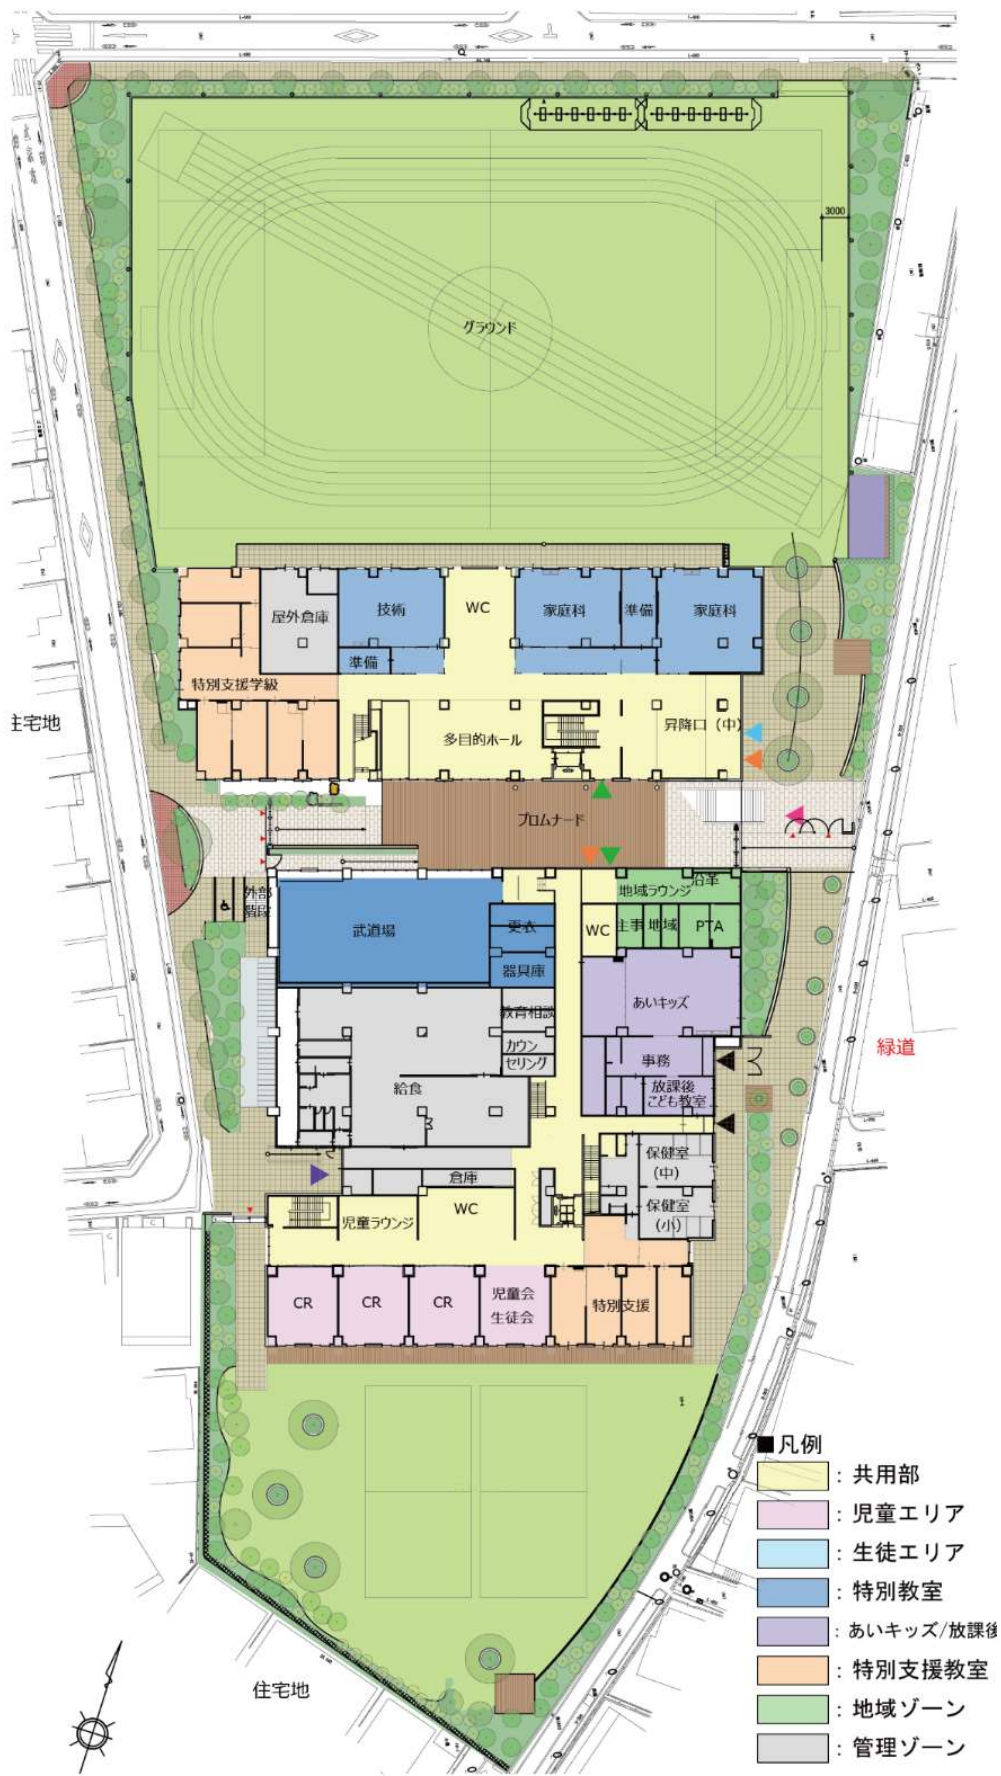 3000
グラウンド
屋外倉庫
技術
WC
家庭科
準備
家庭科
準備
特別支援学級
住宅地
多目的ホール
昇降口（中）
プロムナード
外部
階段
武道場
更衣
器具庫
地域ラウンジ
沿革
WC
主事
地域
PTA
あいキッズ
教育相談
カウン
セリング
事務
放課後
こども教室
緑道
給食
保健室
（中）
保健室
（小）
倉庫
児童ラウンジ
WC
CR
CR
CR
児童会
生徒会
特別支援
住宅地
■凡例
：共用部
：児童エリア
：生徒エリア
：特別教室
：あいキッズ/放課後
：特別支援教室
：地域ゾーン
：管理ゾーン